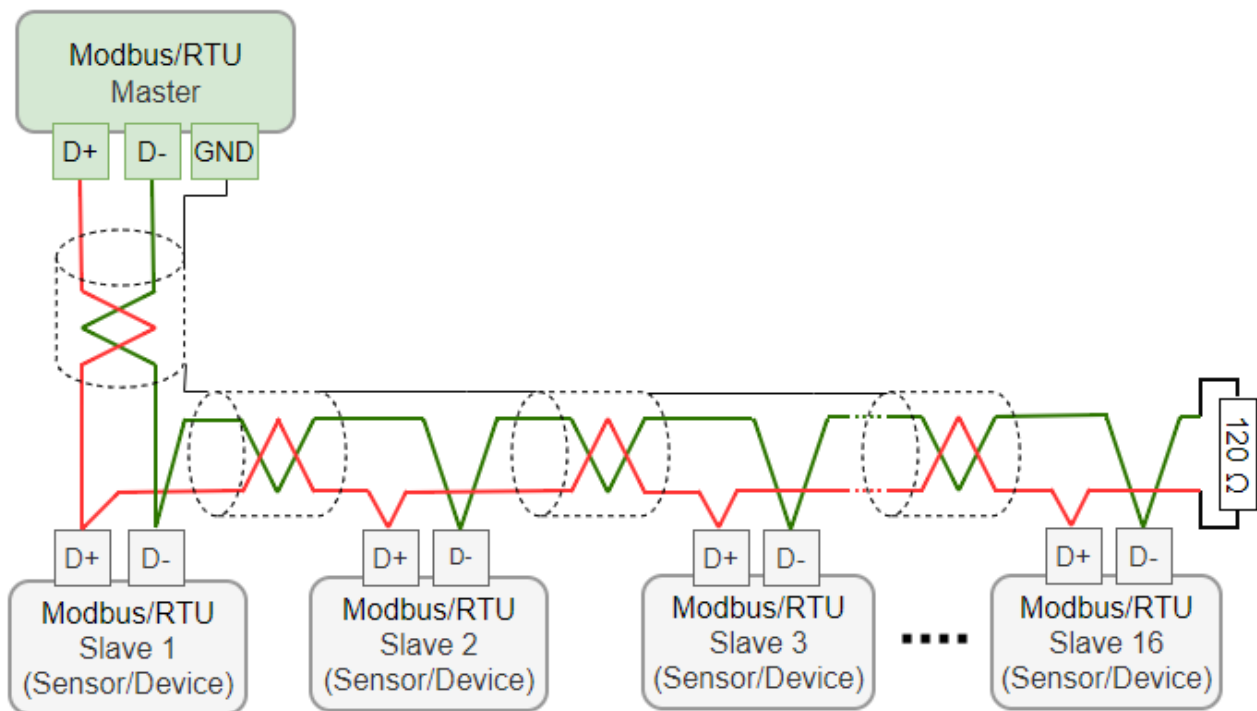 Modbus/RTU
Master
D+ D- GND
120 Ω
D+ D- D+ D- D+ D- D+ D-
Modbus/RTU
Slave 1
(Sensor/Device)
Modbus/RTU
Slave 2
(Sensor/Device)
Modbus/RTU
Slave 3
(Sensor/Device)
Modbus/RTU
Slave 16
(Sensor/Device)